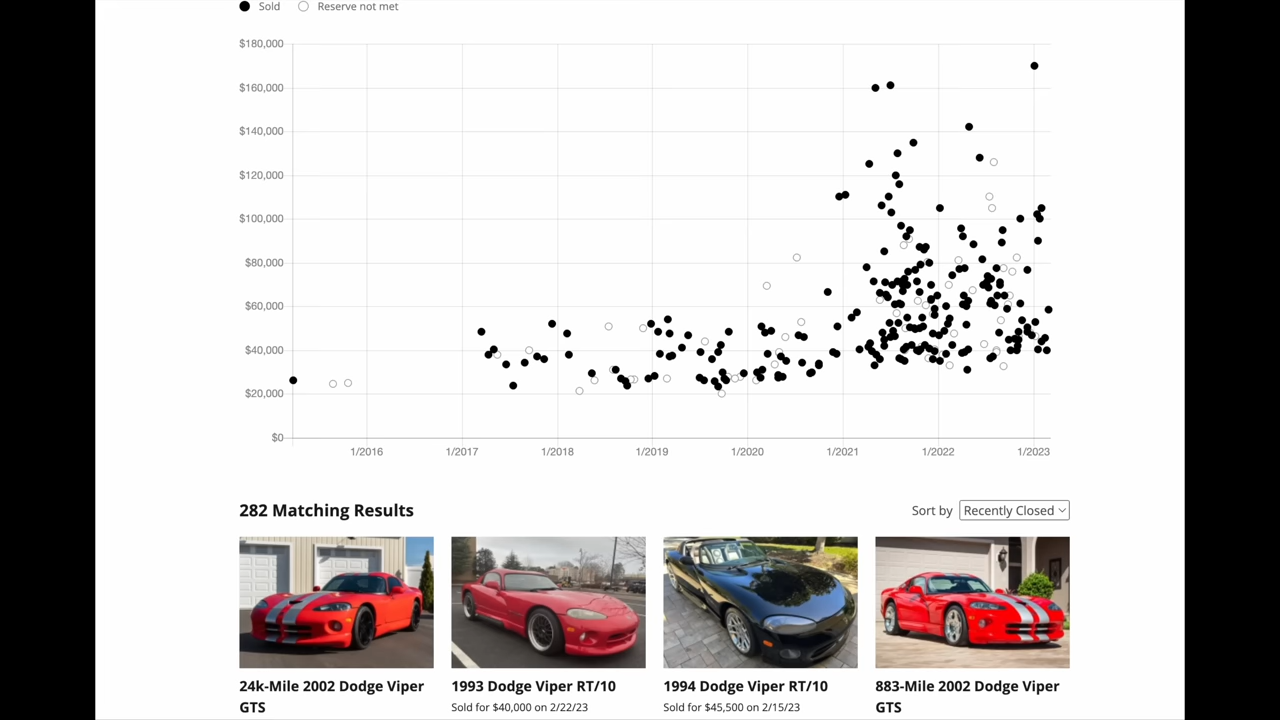 Sold Reserve not met
$180,000
$160,000
$140,000
$120,000
$100,000
$80,000
$60,000
$40,000
$20,000
$0
1/2016 1/2017 1/2018 1/2019 1/2020 1/2021 1/2022 1/2023
282 Matching Results
Sort by Recently Closed
24k-Mile 2002 Dodge Viper
GTS
1993 Dodge Viper RT/10
Sold for $40,000 on 2/22/23
1994 Dodge Viper RT/10
Sold for $45,500 on 2/15/23
883-Mile 2002 Dodge Viper
GTS